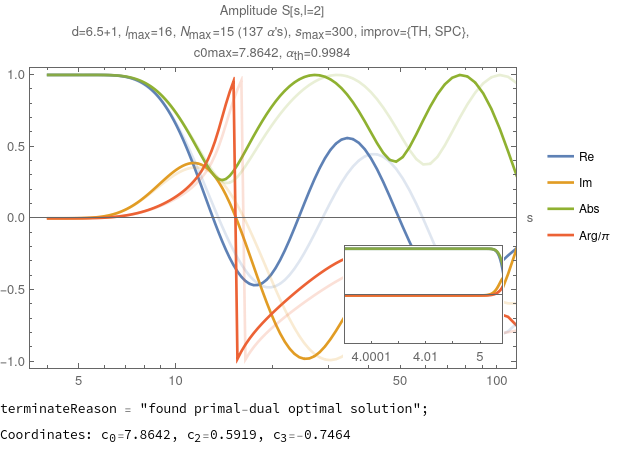 Amplitude S[s,l=2]
d=6.5+1, lmax=16, Nmax=15 (137 α's), smax=300, improv={TH, SPC},
c0max=7.8642, αth=0.9984
1.0
0.5
0.0
-0.5
-1.0
s
Re
Im
Abs
Arg/π
4.0001 4.01 5
5 10 50 100
terminateReason = "found primal-dual optimal solution";
Coordinates: c0=7.8642, c2=0.5919, c3=-0.7464